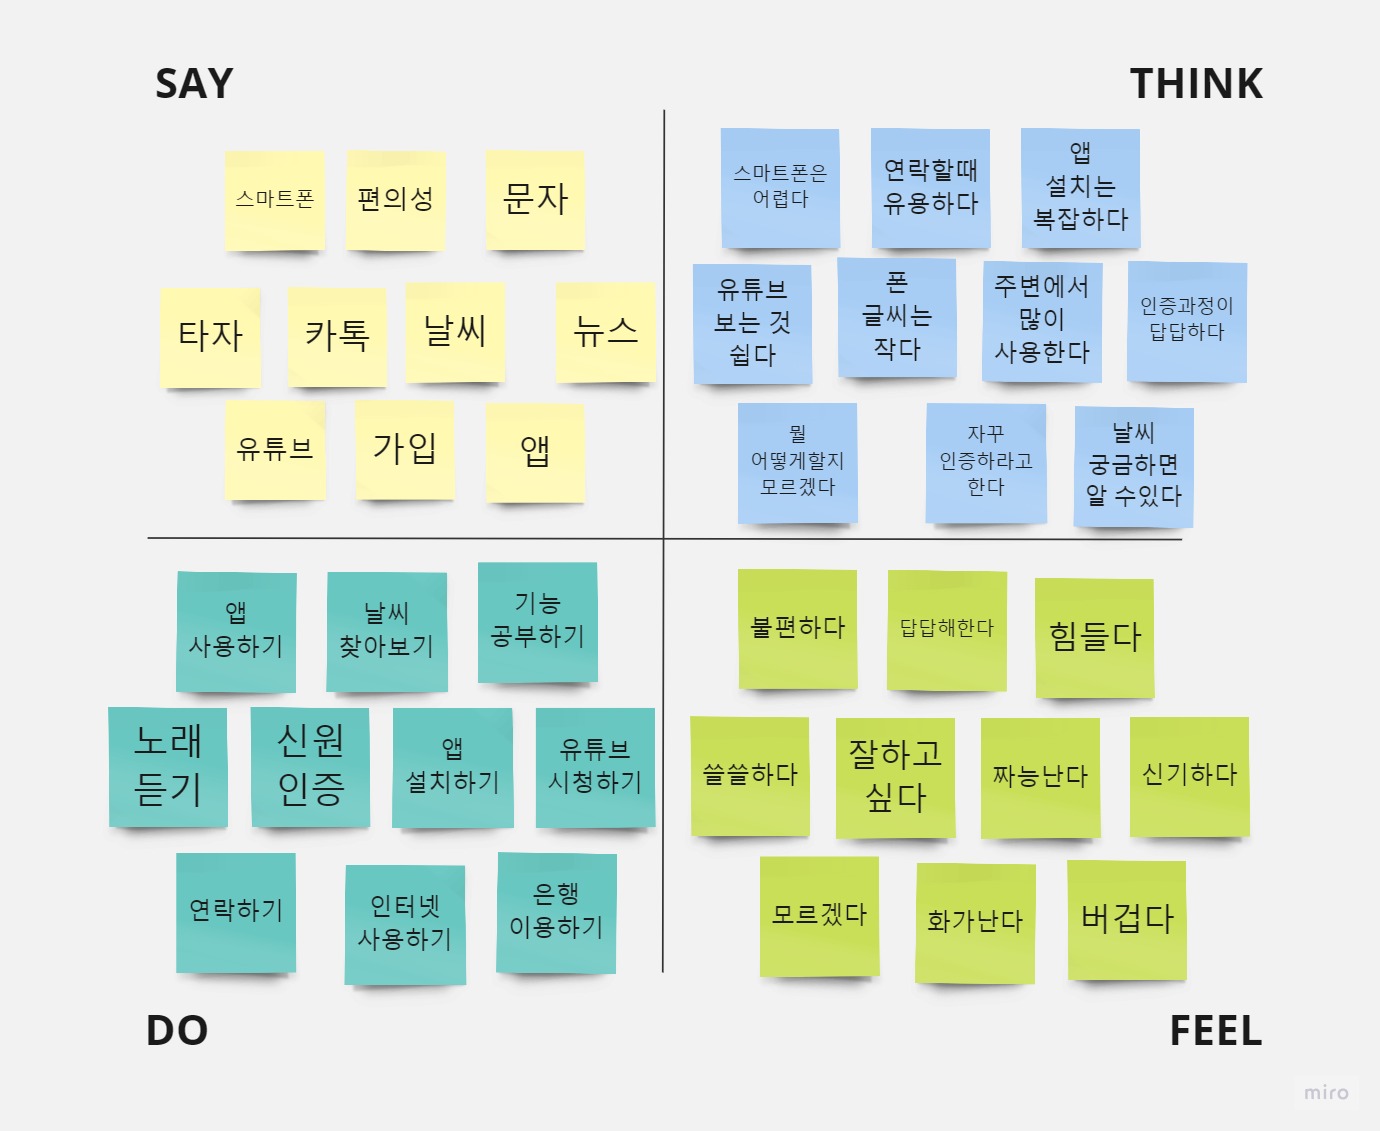 SAY
스마트폰
편의성
문자
타자
카톡
날씨
뉴스
유튜브
가입
앱
THINK
스마트폰은
어렵다
연락할때
유용하다
앱
설치는
복잡하다
유튜브
보는 것
쉽다
폰
글씨는
작다
주변에서
많이
사용한다
인증과정이
답답하다
뭘
어떻게할지
모르겠다
자꾸
인증하라고
한다
날씨
궁금하면
알 수있다
앱
사용하기
날씨
찾아보기
기능
공부하기
노래
듣기
신원
인증
앱
설치하기
유튜브
시청하기
연락하기
인터넷
사용하기
은행
이용하기
DO
불편하다
답답해한다
힘들다
쓸쓸하다
잘하고
싶다
짜능난다
신기하다
모르겠다
화가난다
버겁다
FEEL
miro